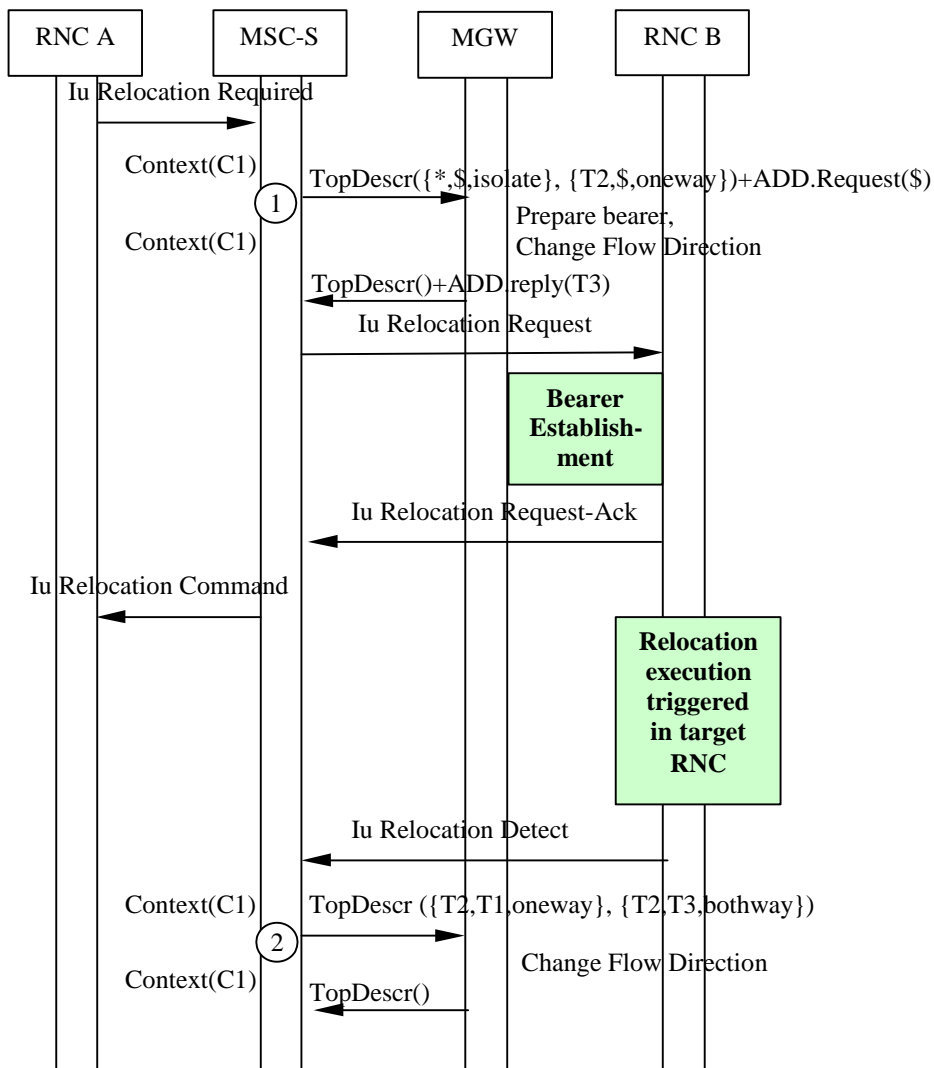 RNC A
MSC-S
MGW
RNC B
Iu Relocation Required
Context(C1)
TopDescr({*,$,isolate}, {T2,$,oneway})+ADD.Request($)
1
Prepare bearer,
Change Flow Direction
Context(C1)
TopDescr()+ADD.reply(T3)
Iu Relocation Request
Bearer
Establish-
ment
Iu Relocation Request-Ack
Iu Relocation Command
Relocation
execution
triggered
in target
RNC
Iu Relocation Detect
Context(C1)
TopDescr ({T2,T1,oneway}, {T2,T3,bothway})
2
Change Flow Direction
Context(C1)
TopDescr()